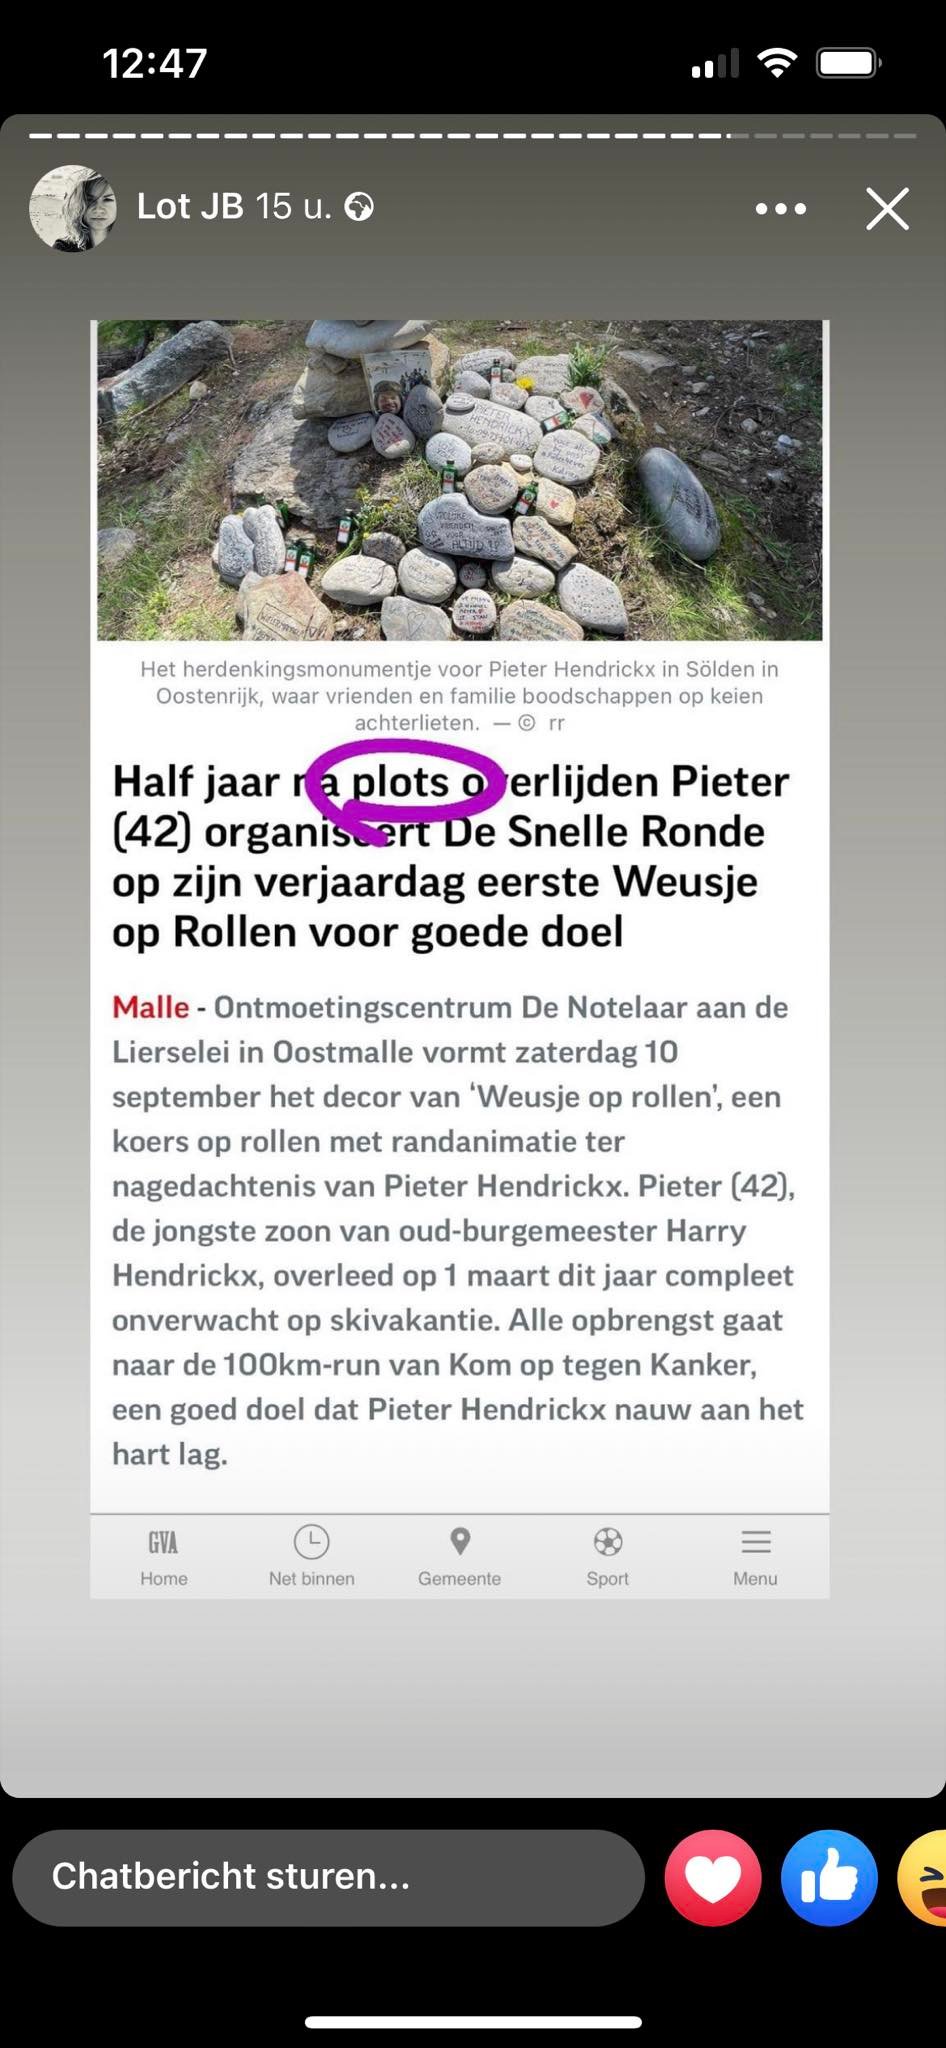 12:47
Lot JB 15 u.
PIETER
HENDRICKX
ALTIJD
Het herdenkingsmonumentje voor Pieter Hendrickx in Sölden in
Oostenrijk, waar vrienden en familie boodschappen op keien
achterlieten. — © rr
Half jaar na plots overlijden Pieter
(42) organiseert De Snelle Ronde
op zijn verjaardag eerste Weusje
op Rollen voor goede doel
Malle - Ontmoetingscentrum De Notelaar aan de
Lierselei in Oostmalle vormt zaterdag 10
september het decor van ‘Weusje op rollen’, een
koers op rollen met randanimatie ter
nagedachtenis van Pieter Hendrickx. Pieter (42),
de jongste zoon van oud-burgemeester Harry
Hendrickx, overleed op 1 maart dit jaar compleet
onverwacht op skivakantie. Alle opbrengst gaat
naar de 100km-run van Kom op tegen Kanker,
een goed doel dat Pieter Hendrickx nauw aan het
hart lag.
GVA
Home Net binnen Gemeente Sport Menu
Chatbericht sturen...